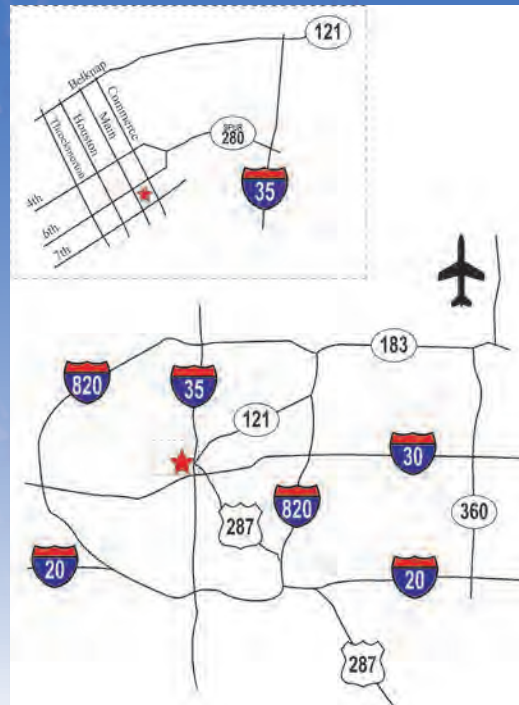 121
Belknap
Commerce
Main
Houston
Throckmorton
SPUR
280
4th
6th
7th
35
183
820
35
121
30
820
287
360
20
20
287